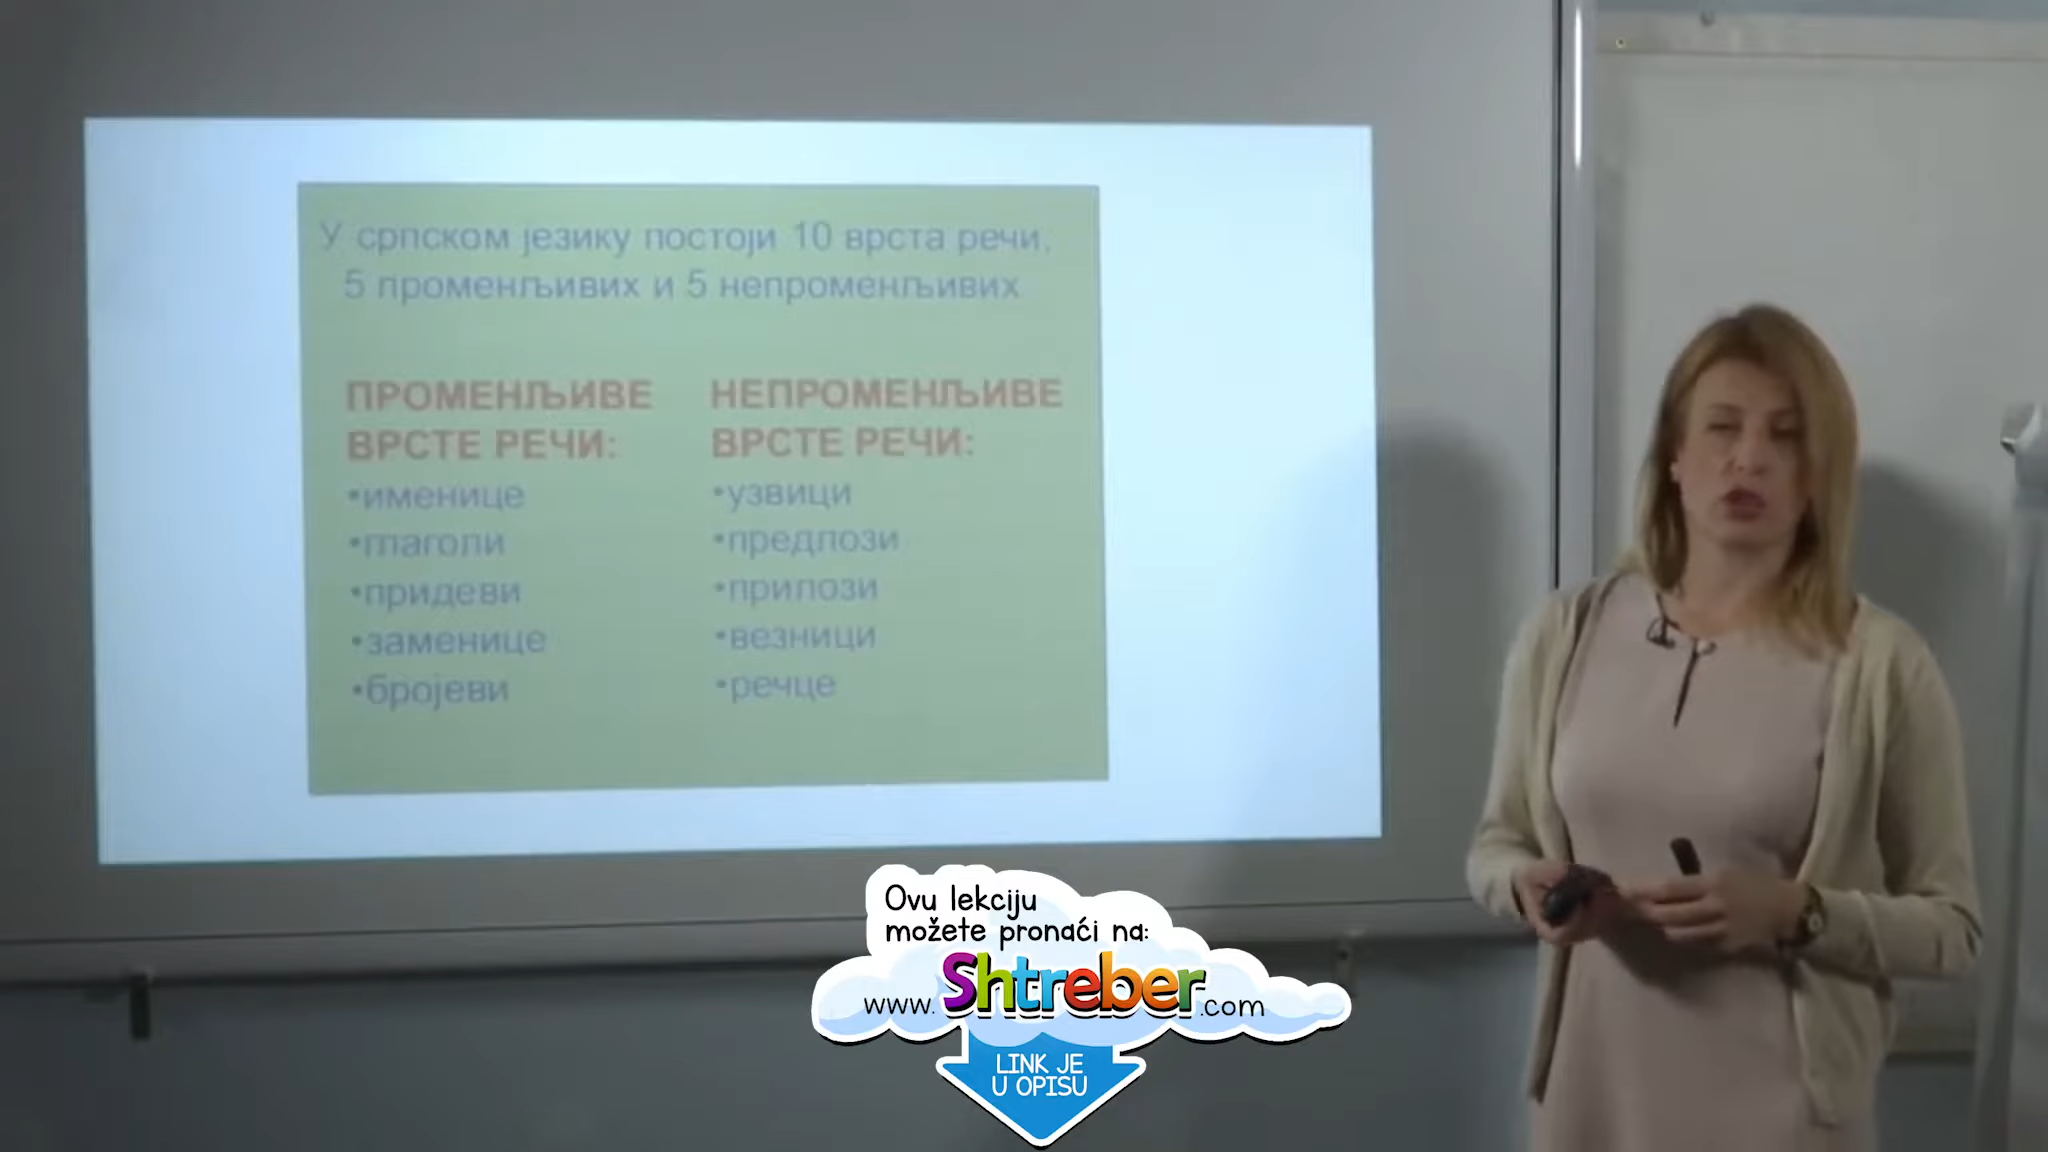 У српском језику постоји 10 врста речи,
5 променљивих и 5 непроменљивих
ПРОМЕНЉИВЕ
ВРСТЕ РЕЧИ:
•именице
•глаголи
•придеви
•заменице
•бројеви
НЕПРОМЕНЉИВЕ
ВРСТЕ РЕЧИ:
•узвици
•предлози
•прилози
•везници
•речце
Ovu lekciju
možete pronaći na:
www.Shtreber.com
LINK JE
U OPISU